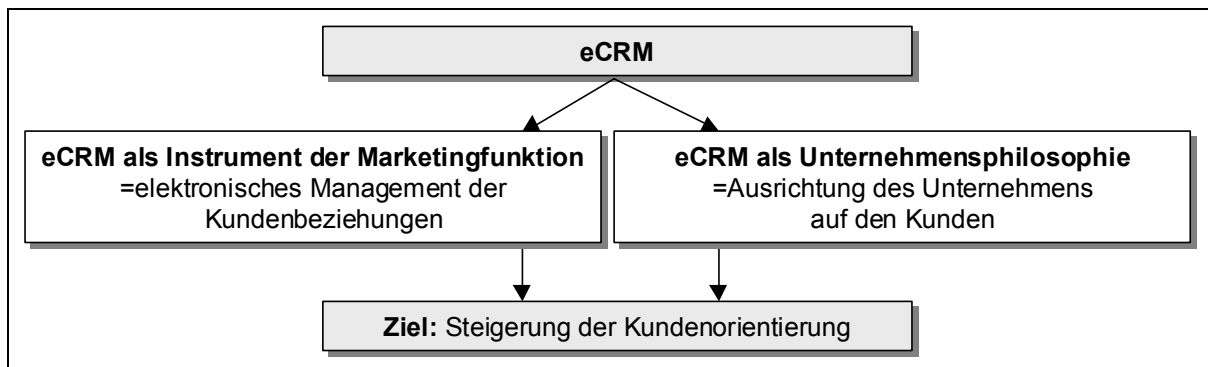 eCRM
eCRM als Instrument der Marketingfunktion
=elektronisches Management der
Kundenbeziehungen
eCRM als Unternehmensphilosophie
=Ausrichtung des Unternehmens
auf den Kunden
Ziel: Steigerung der Kundenorientierung